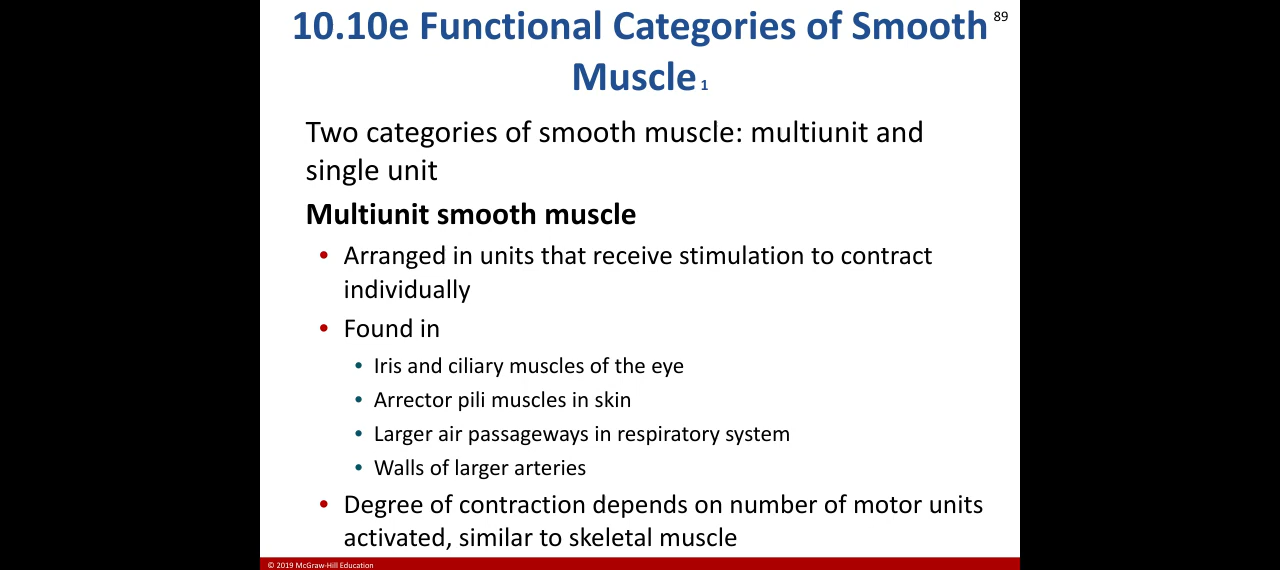 10.10e Functional Categories of Smooth
89
Muscle 1
Two categories of smooth muscle: multiunit and
single unit
Multiunit smooth muscle
• Arranged in units that receive stimulation to contract
individually
• Found in
• Iris and ciliary muscles of the eye
• Arrector pili muscles in skin
• Larger air passageways in respiratory system
• Walls of larger arteries
• Degree of contraction depends on number of motor units
activated, similar to skeletal muscle
© 2019 McGraw-Hill Education